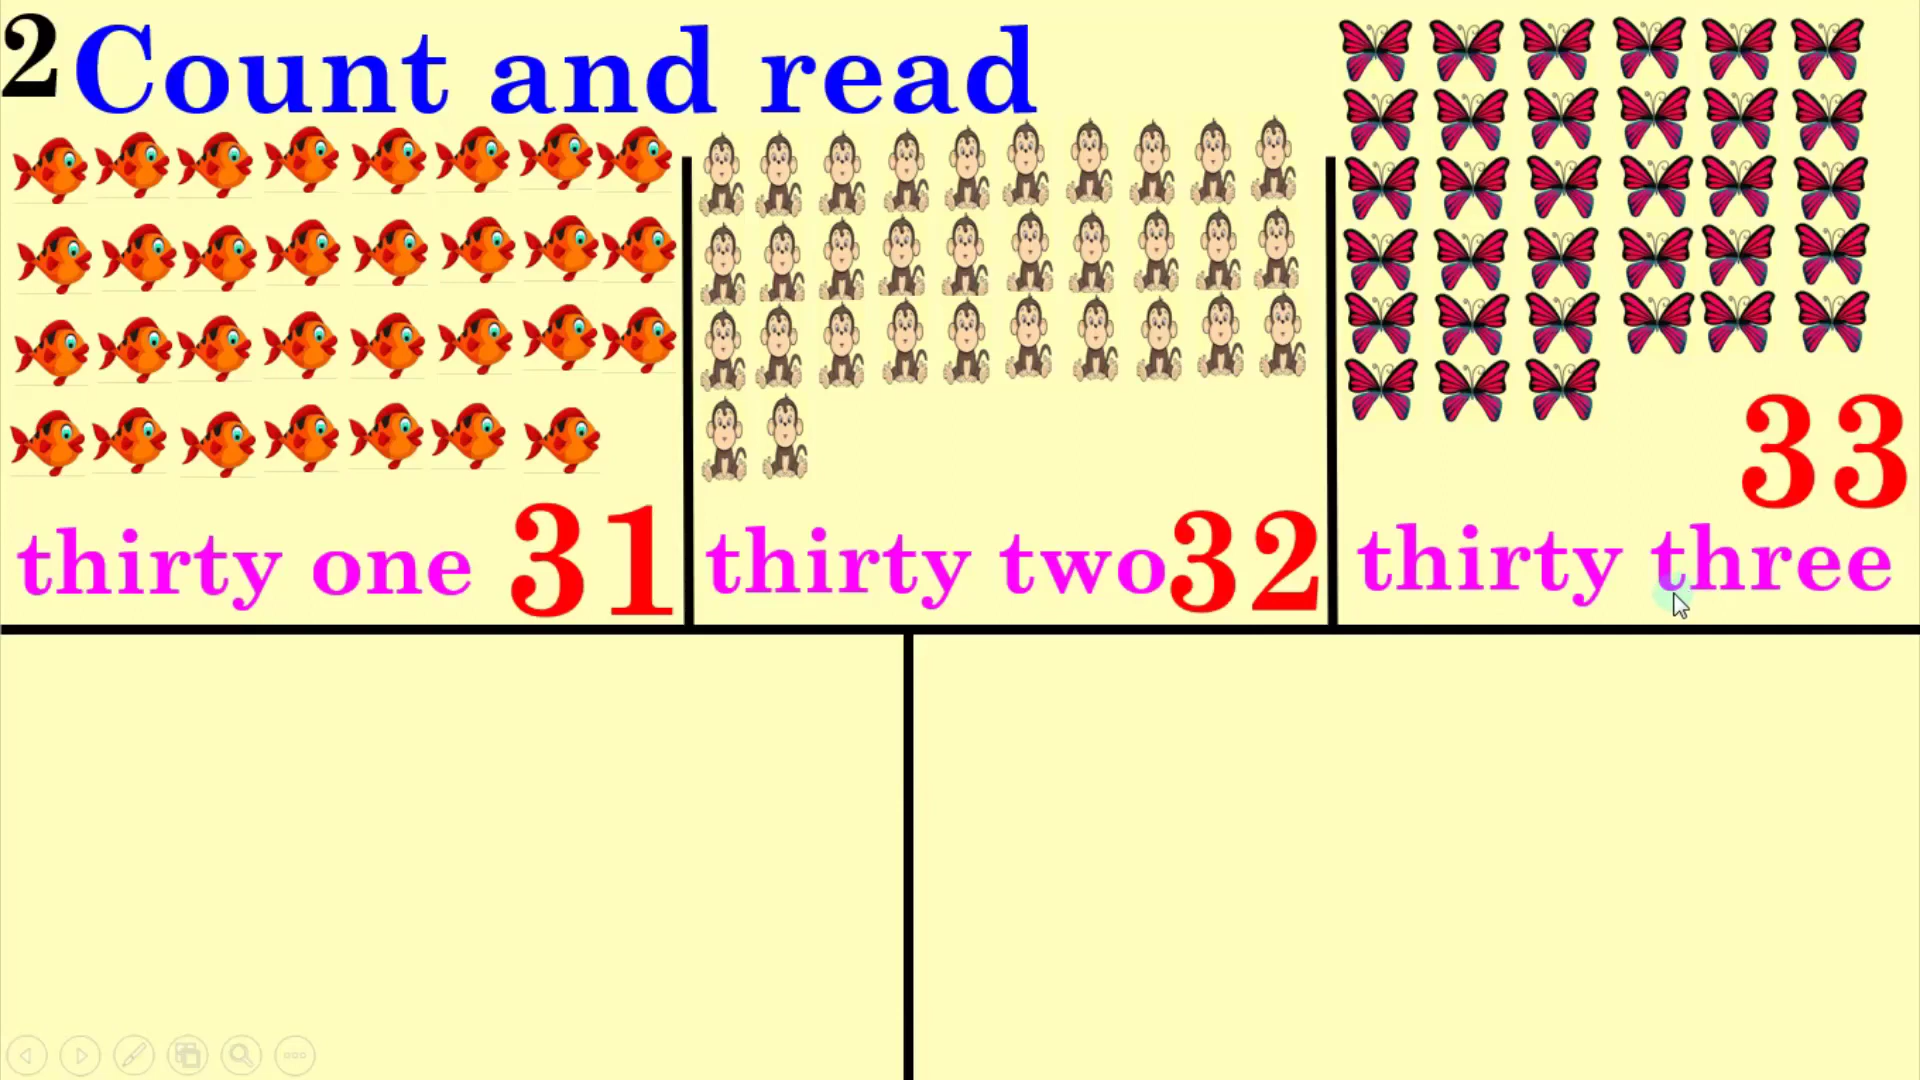 2 Count and read
thirty one 31
thirty two 32
33
thirty three